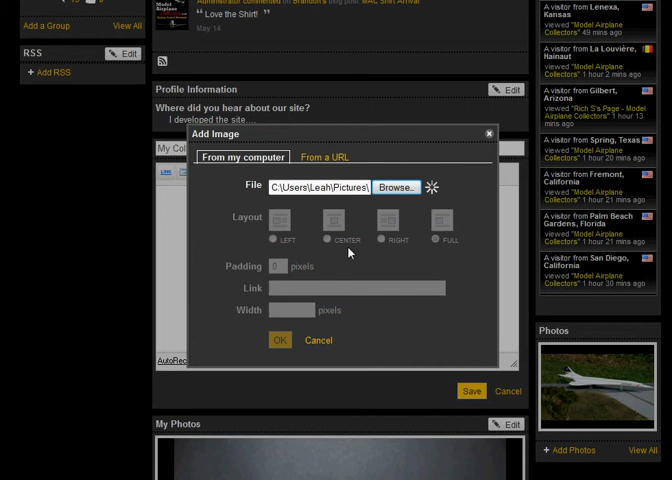 Add a Group
View All
RSS
Edit
Add RSS
Model
Airplane
Collectors
Administrator commented on Brandon's blog post MAC Shirt Arrival
“ Love the Shirt! ”
May 14
Profile Information
Edit
Where did you hear about our site?
I developed the site....
My Col
LINK
Add Image
From my computer
From a URL
File
C:\Users\Leah\Pictures\
Browse..
Layout
LEFT
CENTER
RIGHT
FULL
Padding
0
pixels
Link
Width
pixels
OK
Cancel
AutoRec
Save
Cancel
My Photos
Edit
A visitor from Lenexa,
Kansas
viewed "Model Airplane
Collectors" 49 mins ago
A visitor from La Louvière,
Hainaut
viewed "Model Airplane
Collectors" 1 hour 2 mins ago
A visitor from Gilbert,
Arizona
viewed "Rich S's Page - Model
Airplane Collectors" 1 hour 13
mins ago
A visitor from Spring, Texas
viewed "Model Airplane
Collectors" 1 hour 20 mins ago
A visitor from Fremont,
California
viewed "Model Airplane
Collectors" 1 hour 27 mins ago
A visitor from Palm Beach
Gardens, Florida
viewed "Model Airplane
Collectors" 1 hour 29 mins ago
A visitor from San Diego,
California
viewed "Model Airplane
Collectors" 1 hour 30 mins ago
Photos
Add Photos
View All